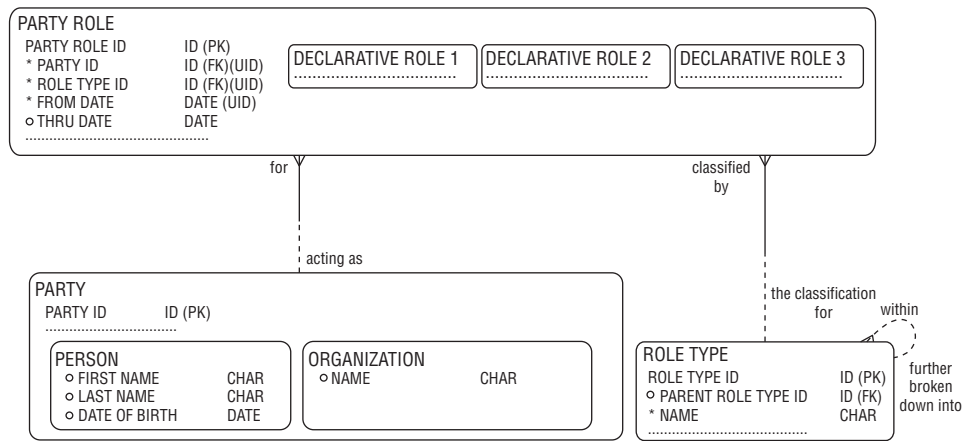 PARTY ROLE
PARTY ROLE ID ID (PK)
* PARTY ID ID (FK)(UID)
* ROLE TYPE ID ID (FK)(UID)
* FROM DATE DATE (UID)
o THRU DATE DATE
DECLARATIVE ROLE 1
DECLARATIVE ROLE 2
DECLARATIVE ROLE 3
for
classified
by
acting as
PARTY
PARTY ID ID (PK)
PERSON
o FIRST NAME CHAR
o LAST NAME CHAR
o DATE OF BIRTH DATE
ORGANIZATION
o NAME CHAR
the classification
for
within
ROLE TYPE
ROLE TYPE ID ID (PK)
o PARENT ROLE TYPE ID ID (FK)
* NAME CHAR
further
broken
down into